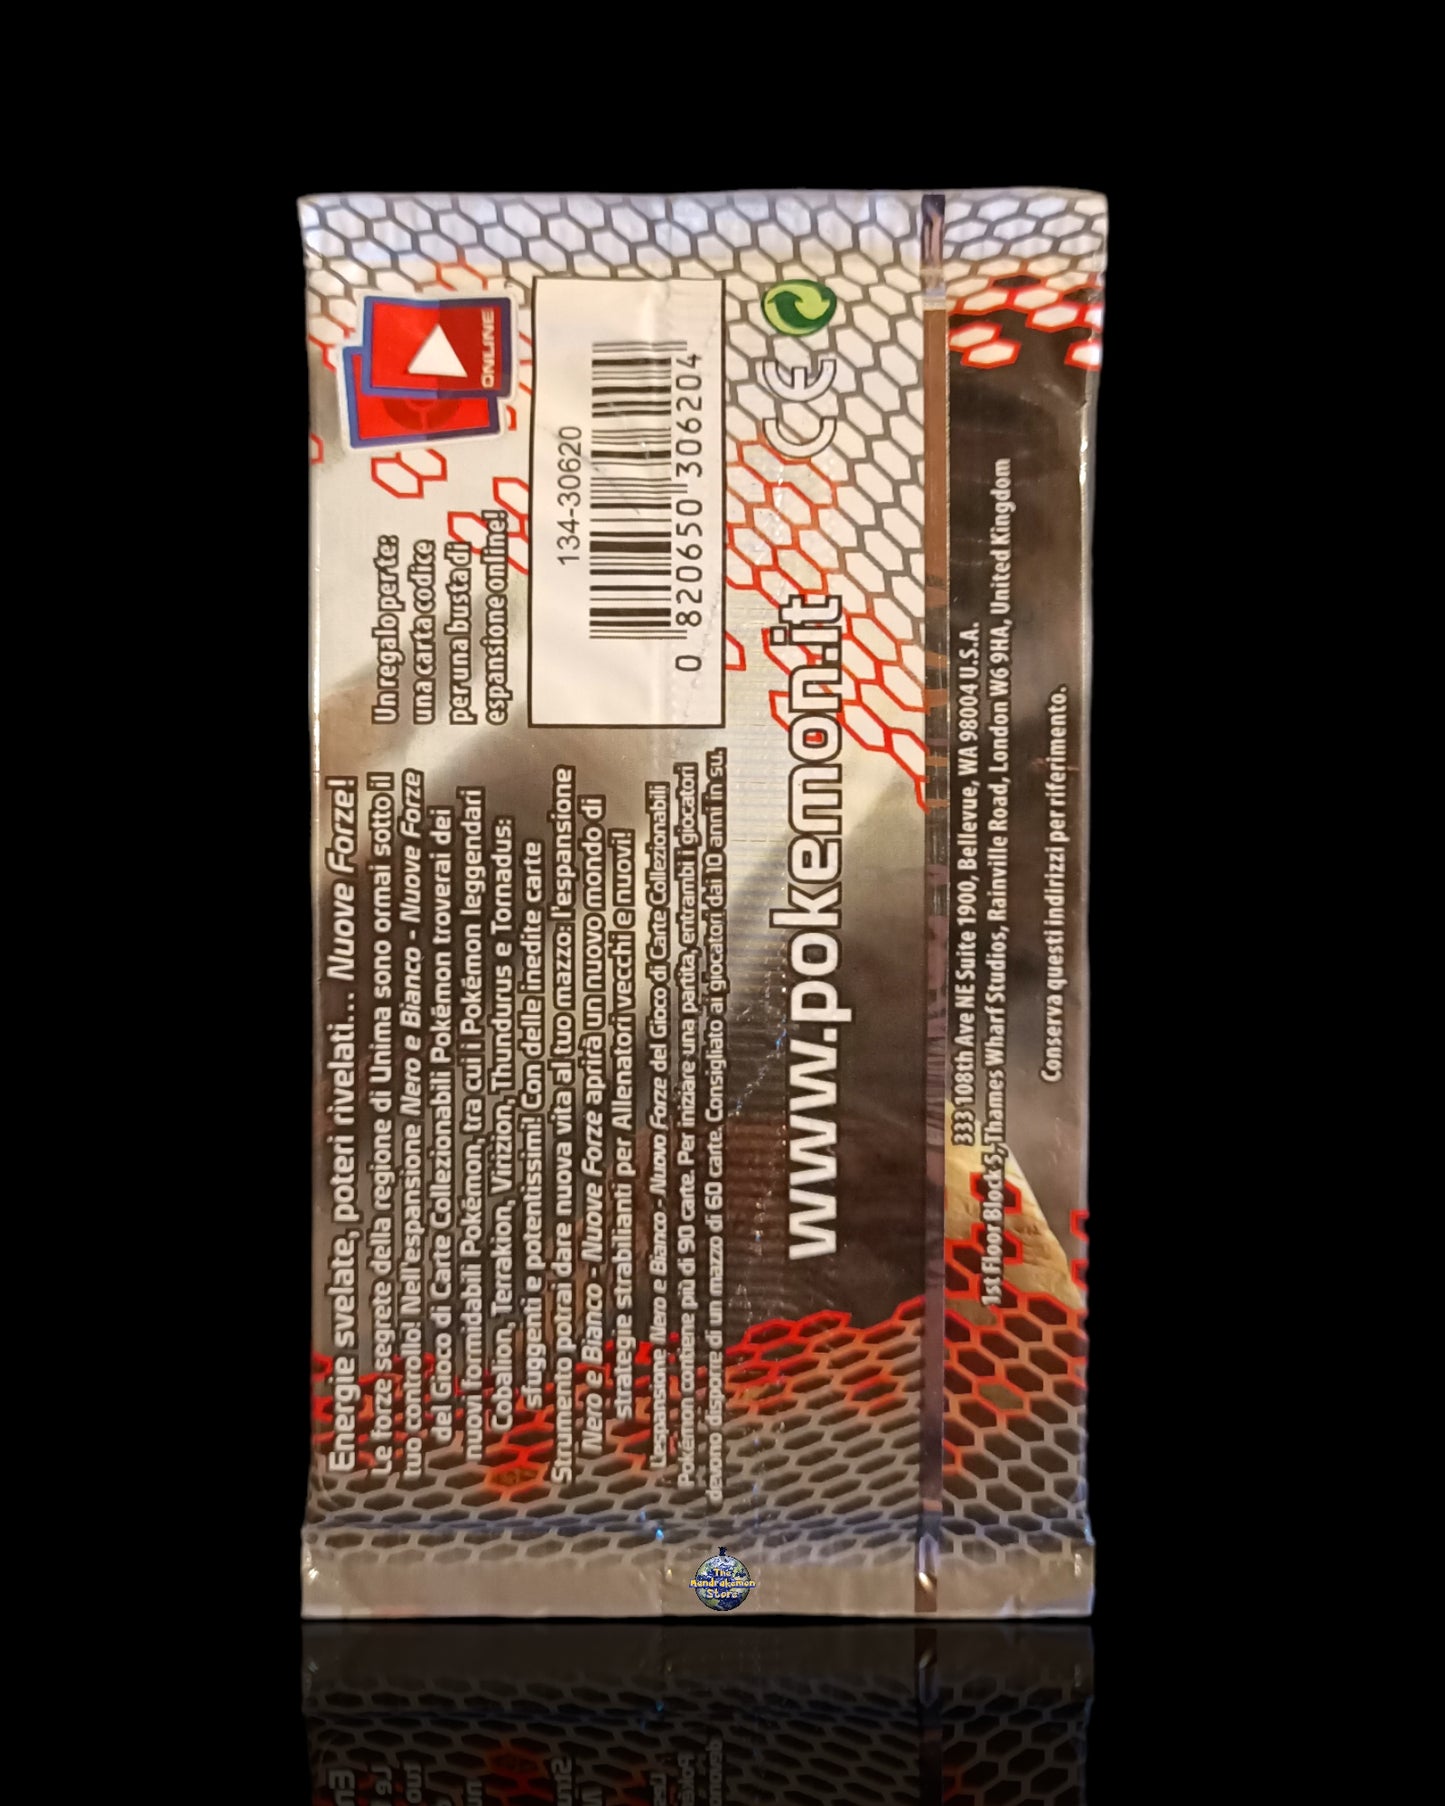 Energie svelate, poteri rivelati... Nuove Forze!
Le forze segrete della regione di Unima sono ormai sotto il
tuo controllo! Nell'espansione Nero e Bianco - Nuove Forze
del Gioco di Carte Collezionabili Pokémon troverai dei
nuovi formidabili Pokémon, tra cui i Pokémon leggendari
Cobalion, Terrakion, Virizion, Thundurus e Tornadus:
sfuggenti e potentissimi! Con delle inedite carte
Strumento potrai dare nuova vita al tuo mazzo: l'espansione
Nero e Bianco - Nuove Forze aprirà un nuovo mondo di
strategie strabilianti per Allenatori vecchi e nuovi!
L'espansione Nero e Bianco - Nuovo Forze del Gioco di Carte Collezionabili
Pokémon contiene più di 90 carte. Per iniziare una partita, entrambi i giocatori
devono disporre di un mazzo di 60 carte. Consigliato ai giocatori dai 10 anni in su.
Un regalo per te:
una carta codice
per una busta di
espansione online!
ONLINE
134-30620
0 820650 306204
www.pokemon.it
CE
333 108th Ave NE Suite 1900, Bellevue, WA 98004 U.S.A.
1st Floor Block 5, Thames Wharf Studios, Rainville Road, London W6 9HA, United Kingdom
Conserva questi indirizzi per riferimento.
The
Mandrakemon
Store